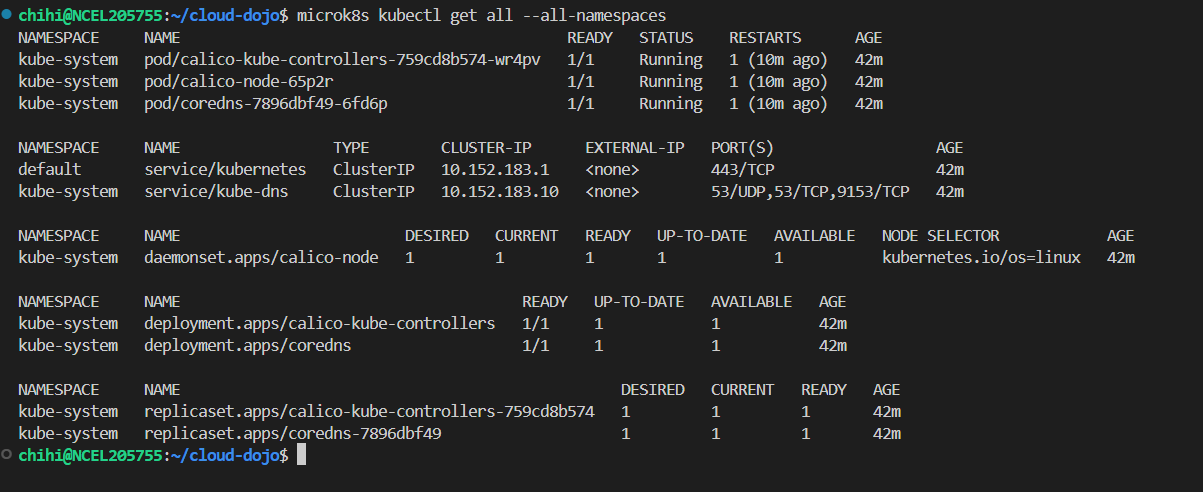 chihi@NCEL205755:~/cloud-dojo$ microk8s kubectl get all --all-namespaces
NAMESPACE     NAME                                           READY   STATUS    RESTARTS      AGE
kube-system   pod/calico-kube-controllers-759cd8b574-wr4pv   1/1     Running   1 (10m ago)   42m
kube-system   pod/calico-node-65p2r                          1/1     Running   1 (10m ago)   42m
kube-system   pod/coredns-7896dbf49-6fd6p                    1/1     Running   1 (10m ago)   42m

NAMESPACE     NAME                 TYPE        CLUSTER-IP      EXTERNAL-IP   PORT(S)                  AGE
default       service/kubernetes   ClusterIP   10.152.183.1    <none>        443/TCP                  42m
kube-system   service/kube-dns     ClusterIP   10.152.183.10   <none>        53/UDP,53/TCP,9153/TCP   42m

NAMESPACE     NAME                         DESIRED   CURRENT   READY   UP-TO-DATE   AVAILABLE   NODE SELECTOR            AGE
kube-system   daemonset.apps/calico-node   1         1         1       1            1           kubernetes.io/os=linux   42m

NAMESPACE     NAME                                      READY   UP-TO-DATE   AVAILABLE   AGE
kube-system   deployment.apps/calico-kube-controllers   1/1     1            1           42m
kube-system   deployment.apps/coredns                   1/1     1            1           42m

NAMESPACE     NAME                                                 DESIRED   CURRENT   READY   AGE
kube-system   replicaset.apps/calico-kube-controllers-759cd8b574   1         1         1       42m
kube-system   replicaset.apps/coredns-7896dbf49                    1         1         1       42m
chihi@NCEL205755:~/cloud-dojo$